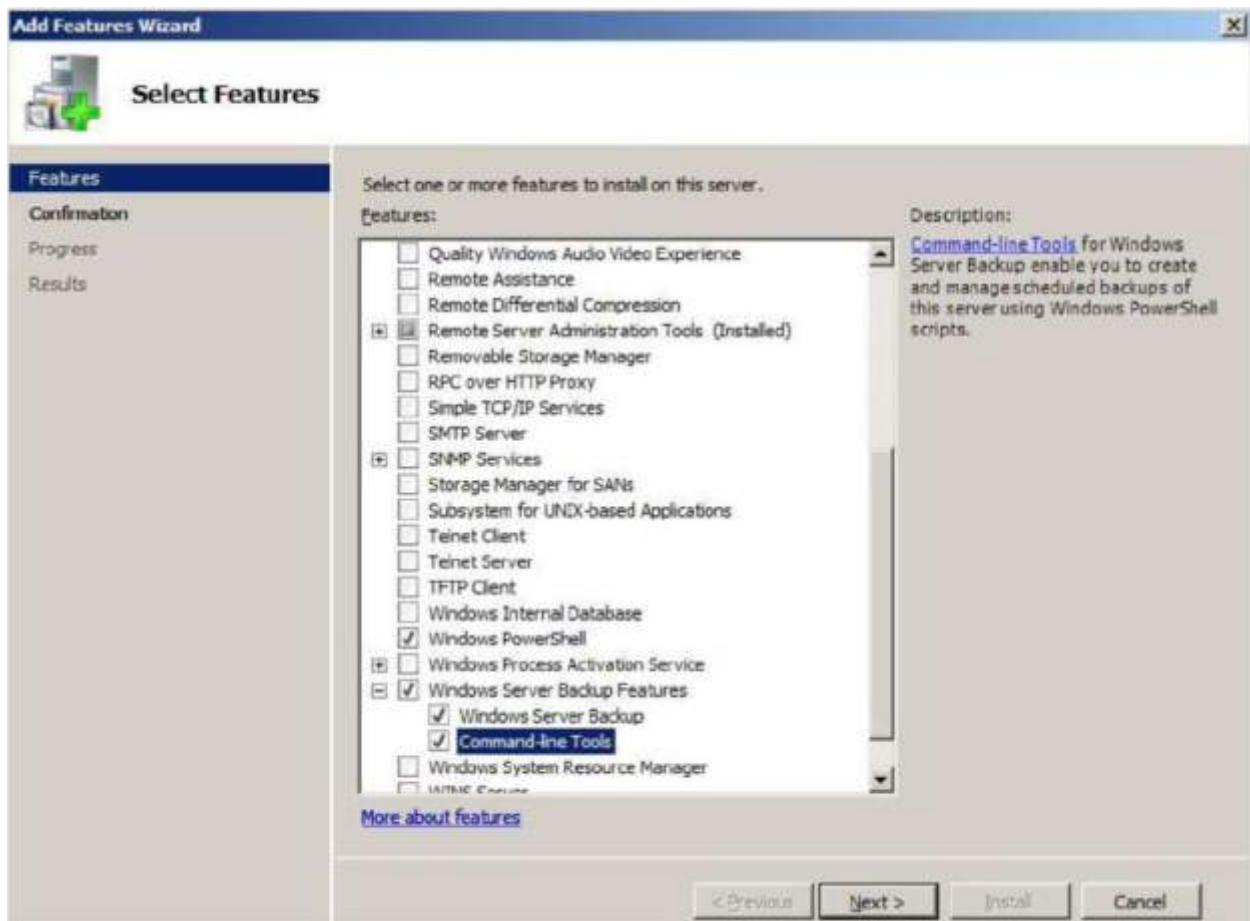 Add Features Wizard
Select Features
Features
Confirmation
Progress
Results
Select one or more features to install on this server.
Features:
Quality Windows Audio Video Experience
Remote Assistance
Remote Differential Compression
Remote Server Administration Tools (Installed)
Removable Storage Manager
RPC over HTTP Proxy
Simple TCP/IP Services
SMTP Server
SNMP Services
Storage Manager for SANs
Subsystem for UNIX-based Applications
Telnet Client
Telnet Server
TFTP Client
Windows Internal Database
Windows PowerShell
Windows Process Activation Service
Windows Server Backup Features
Windows Server Backup
Command-line Tools
Windows System Resource Manager
WINS Server
More about features
Description:
Command-line Tools for Windows
Server Backup enable you to create
and manage scheduled backups of
this server using Windows PowerShell
scripts.
< Previous
Next >
Install
Cancel